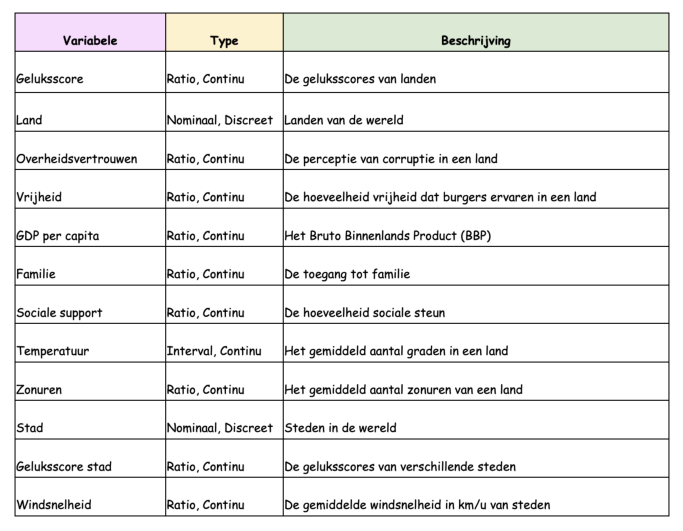 Variabele Type Beschrijving
Geluksscore Ratio, Continu De geluksscores van landen
Land Nominaal, Discreet Landen van de wereld
Overheidsvertrouwen Ratio, Continu De perceptie van corruptie in een land
Vrijheid Ratio, Continu De hoeveelheid vrijheid dat burgers ervaren in een land
GDP per capita Ratio, Continu Het Bruto Binnenlands Product (BBP)
Familie Ratio, Continu De toegang tot familie
Sociale support Ratio, Continu De hoeveelheid sociale steun
Temperatuur Interval, Continu Het gemiddeld aantal graden in een land
Zonuren Ratio, Continu Het gemiddeld aantal zonuren van een land
Stad Nominaal, Discreet Steden in de wereld
Geluksscore stad Ratio, Continu De geluksscores van verschillende steden
Windsnelheid Ratio, Continu De gemiddelde windsnelheid in km/u van steden